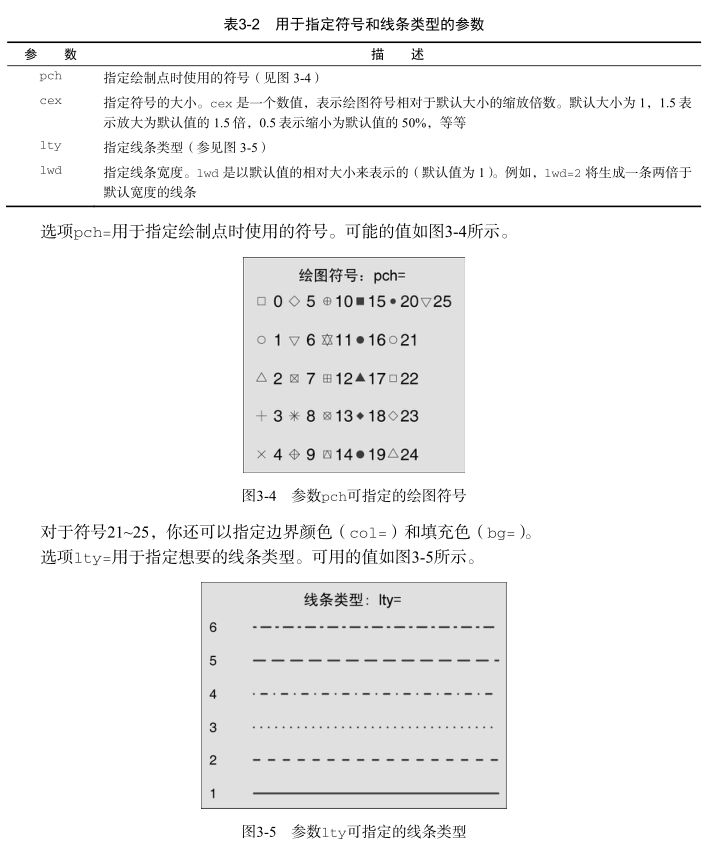 表3-2 用于指定符号和线条类型的参数
参 数 描 述
pch 指定绘制点时使用的符号（见图 3-4）
cex 指定符号的大小。cex 是一个数值，表示绘图符号相对于默认大小的缩放倍数。默认大小为 1，1.5 表
示放大为默认值的 1.5 倍，0.5 表示缩小为默认值的 50%，等等
lty 指定线条类型（参见图 3-5）
lwd 指定线条宽度。lwd 是以默认值的相对大小来表示的（默认值为 1）。例如，lwd=2 将生成一条两倍于
默认宽度的线条
选项pch=用于指定绘制点时使用的符号。可能的值如图3-4所示。
绘图符号：pch=
0 5 10 15 20 25
1 6 11 16 21
2 7 12 17 22
3 8 13 18 23
4 9 14 19 24
图3-4 参数pch可指定的绘图符号
对于符号21~25，你还可以指定边界颜色（col=）和填充色（bg=）。
选项lty=用于指定想要的线条类型。可用的值如图3-5所示。
线条类型：lty=
6
5
4
3
2
1
图3-5 参数lty可指定的线条类型